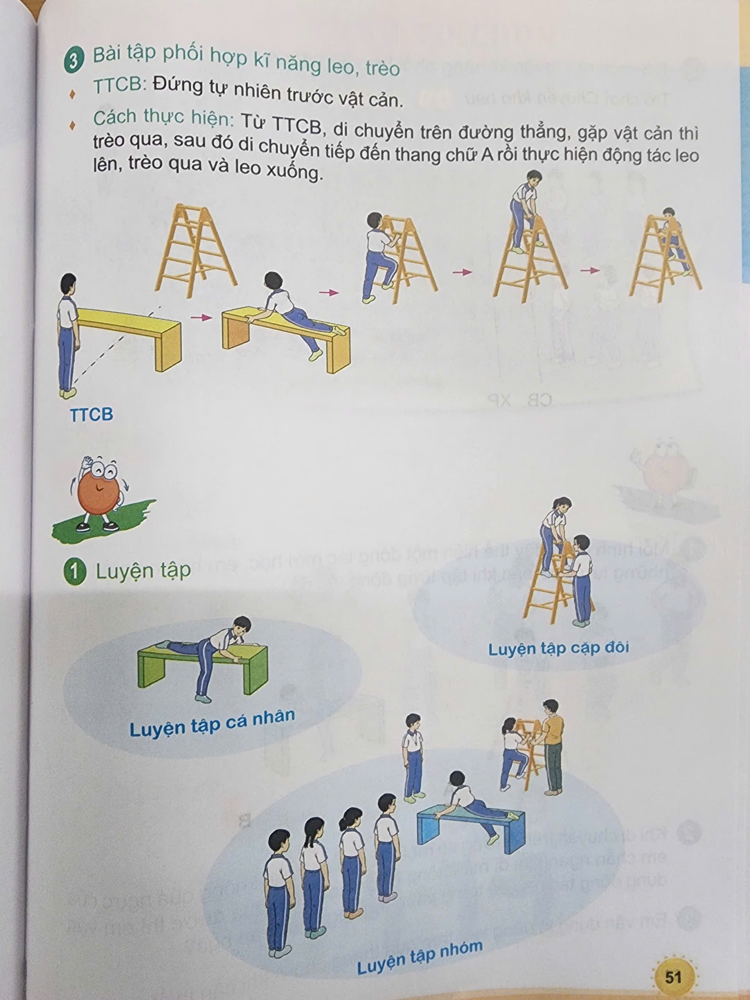 3 Bài tập phối hợp kĩ năng leo, trèo
TTCB: Đứng tự nhiên trước vật cản.
Cách thực hiện: Từ TTCB, di chuyển trên đường thẳng, gặp vật cản thì
trèo qua, sau đó di chuyển tiếp đến thang chữ A rồi thực hiện động tác leo
lên, trèo qua và leo xuống.
TTCB
1 Luyện tập
Luyện tập cặp đôi
Luyện tập cá nhân
Luyện tập nhóm
51